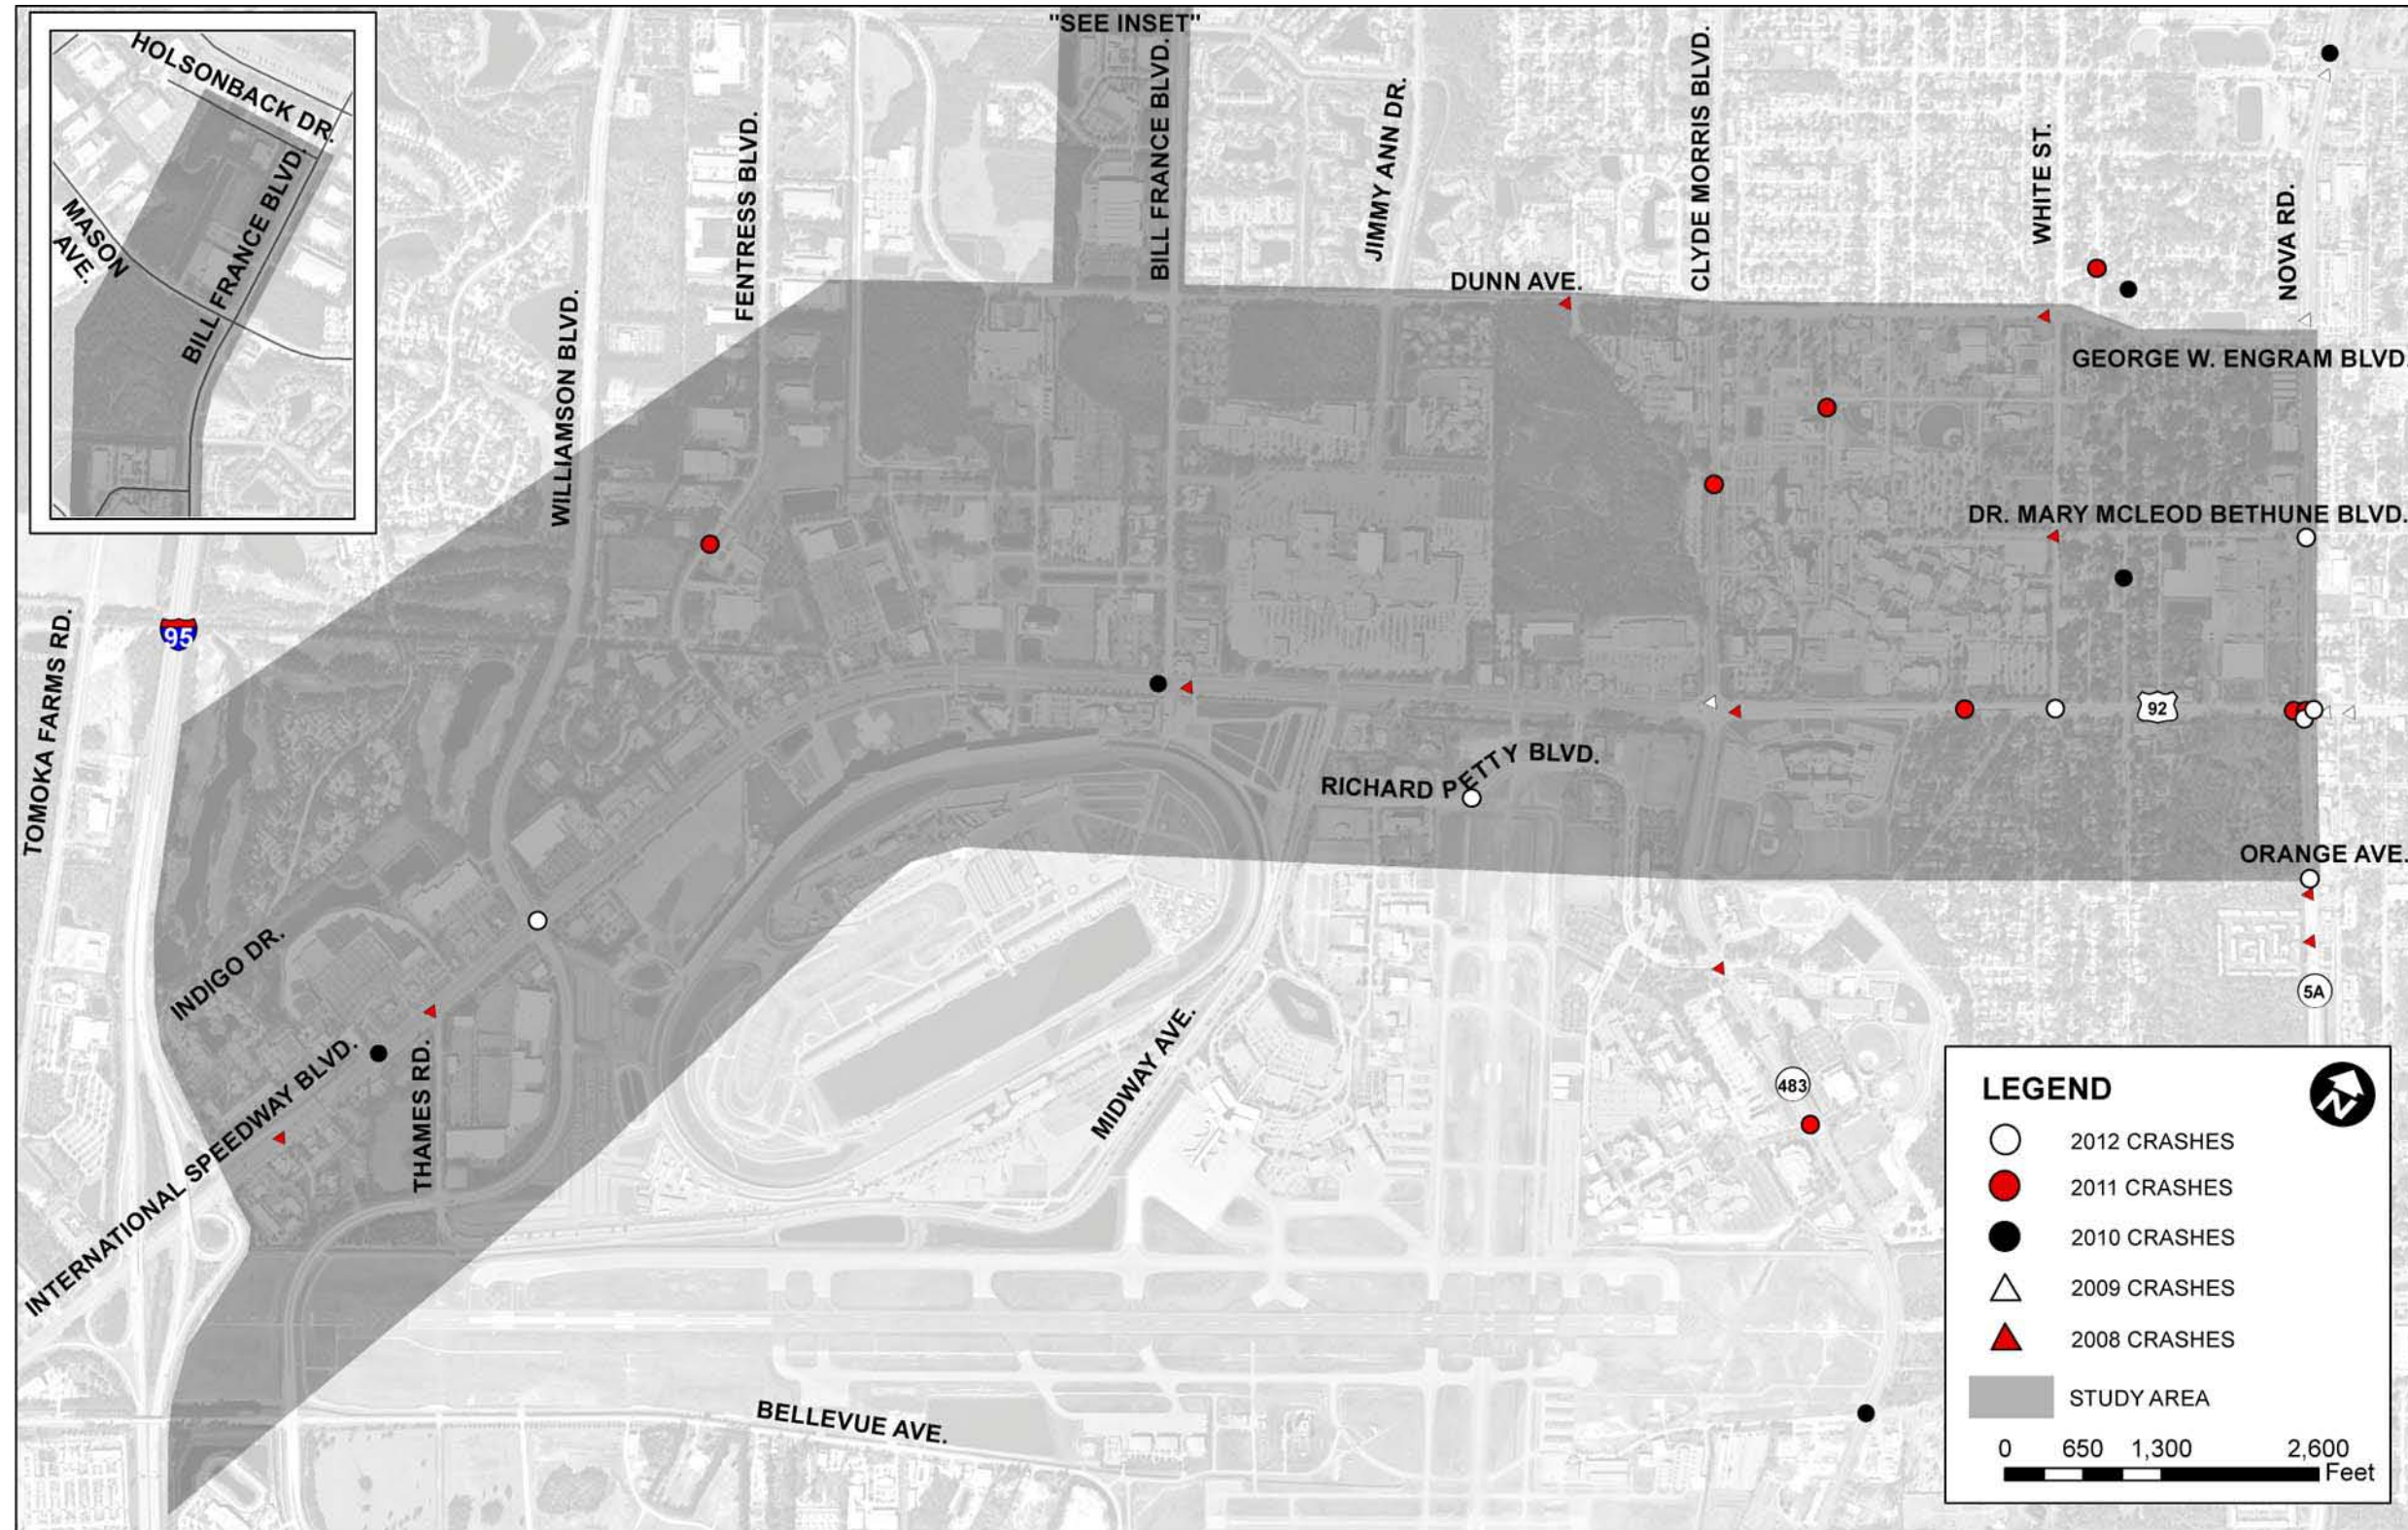 "SEE INSET"
HOLSONBACK DR.
BILL FRANCE BLVD.
MASON
AVE.
BILL FRANCE BLVD.
JIMMY ANN DR.
CLYDE MORRIS BLVD.
WHITE ST.
NOVA RD.
FENTRESS BLVD.
WILLIAMSON BLVD.
DUNN AVE.
GEORGE W. ENGRAM BLVD.
DR. MARY MCLEOD BETHUNE BLVD.
TOMOKA FARMS RD.
95
92
RICHARD PETTY BLVD.
ORANGE AVE.
INDIGO DR.
5A
INTERNATIONAL SPEEDWAY BLVD.
THAMES RD.
MIDWAY AVE.
483
BELLEVUE AVE.
LEGEND
N
2012 CRASHES
2011 CRASHES
2010 CRASHES
2009 CRASHES
2008 CRASHES
STUDY AREA
0 650 1,300 2,600
Feet